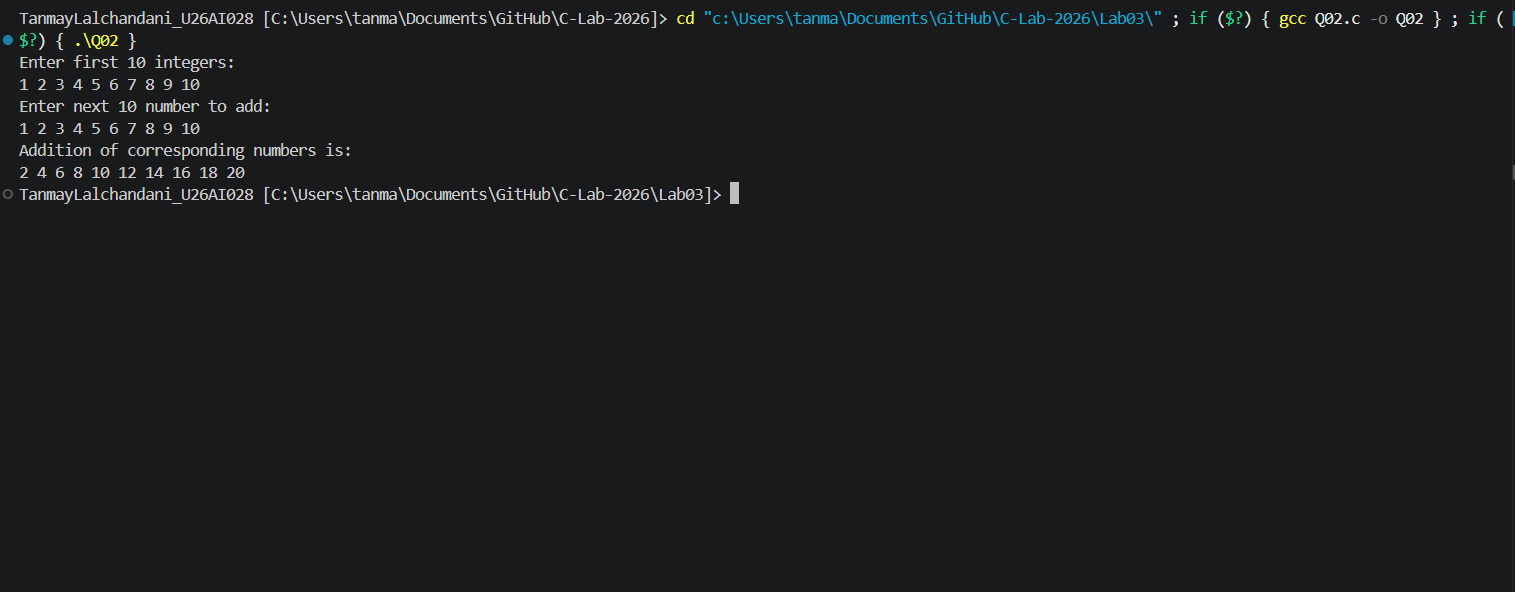 TanmayLalchandani_U26AI028 [C:\Users\tanma\Documents\GitHub\C-Lab-2026]> cd "c:\Users\tanma\Documents\GitHub\C-Lab-2026\Lab03\" ; if ($?) { gcc Q02.c -o Q02 } ; if (
$?) { .\Q02 }
Enter first 10 integers:
1 2 3 4 5 6 7 8 9 10
Enter next 10 number to add:
1 2 3 4 5 6 7 8 9 10
Addition of corresponding numbers is:
2 4 6 8 10 12 14 16 18 20
TanmayLalchandani_U26AI028 [C:\Users\tanma\Documents\GitHub\C-Lab-2026\Lab03]>